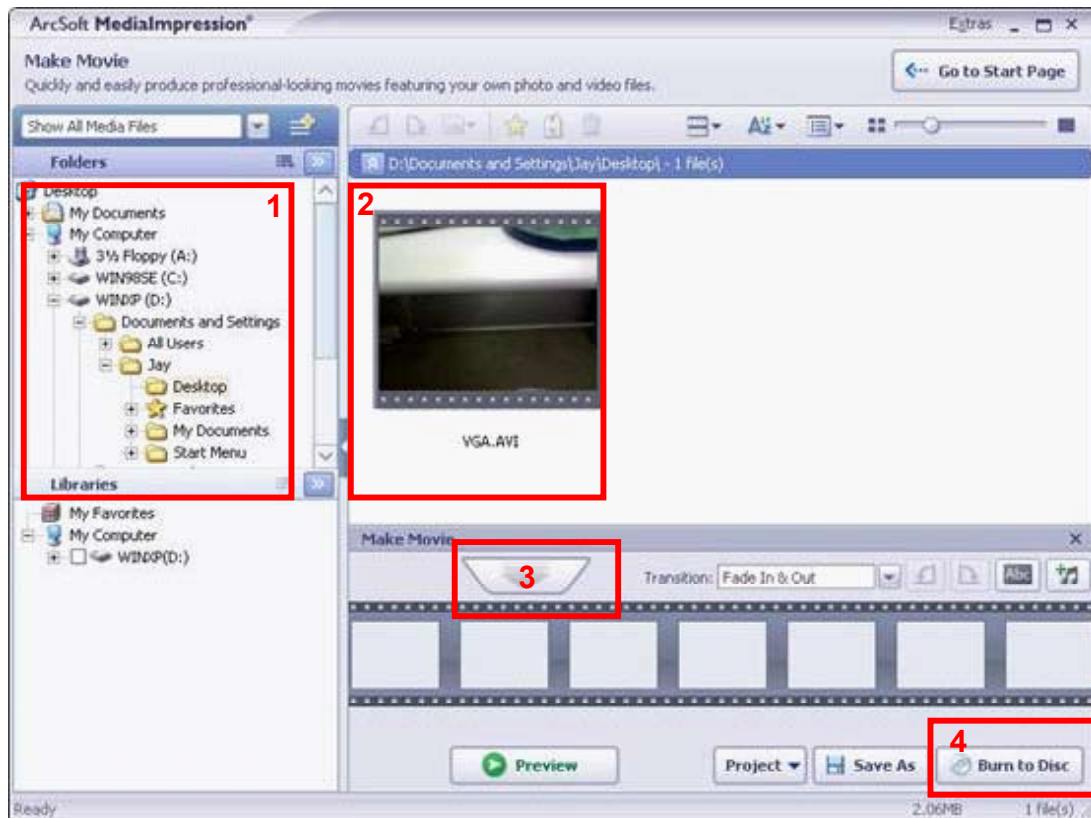 ArcSoft MediaImpression® Extras
Make Movie
Quickly and easily produce professional-looking movies featuring your own photo and video files.
Go to Start Page
Show All Media Files
Folders
D:\Documents and Settings\Jay\Desktop\ - 1 file(s)
Desktop
1
My Documents
My Computer
3½ Floppy (A:)
WIN98SE (C:)
WINXP (D:)
Documents and Settings
All Users
Jay
Desktop
Favorites
My Documents
Start Menu
2
VGA.AVI
Libraries
My Favorites
My Computer
WINXP(D:)
Make Movie
3
Transition: Fade In & Out
Abc
4
Preview
Project
Save As
Burn to Disc
Ready
2.06MB
1 file(s)